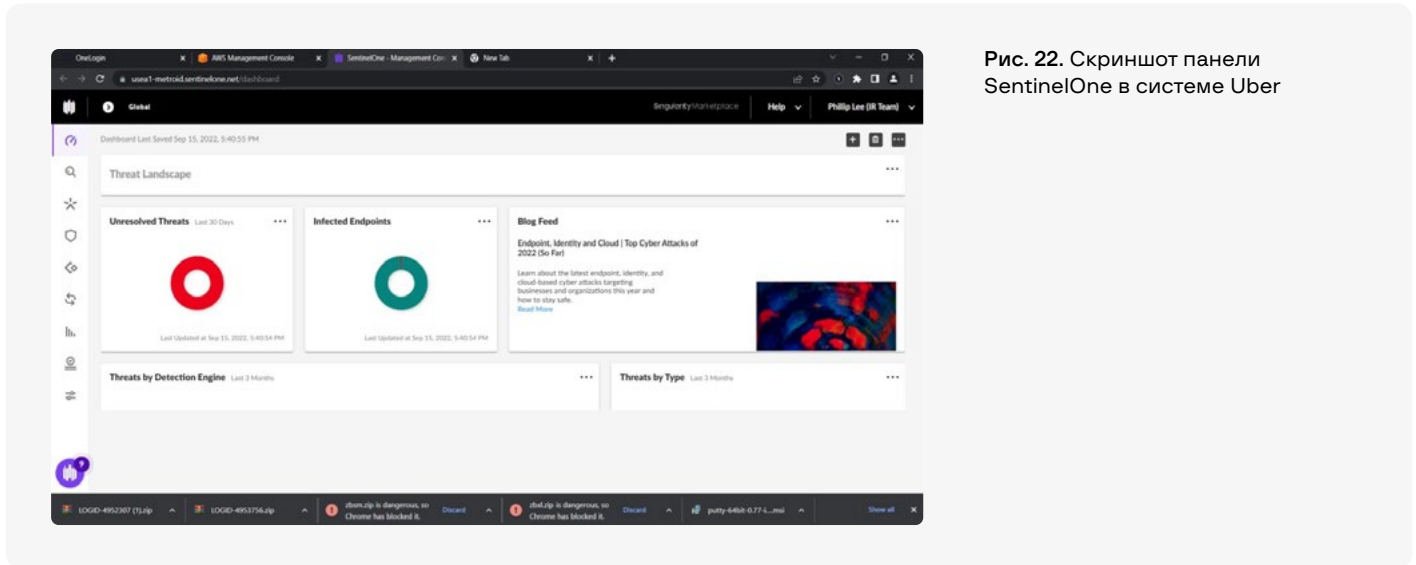 OneLogin
AWS Management Console
SentinelOne - Management Con
New Tab
usea1-metroid.sentinelone.net/dashboard
Global
Singularity Marketplace
Help
Phillip Lee (IR Team)
Dashboard Last Saved Sep 15, 2022, 5:40:55 PM
Threat Landscape
Unresolved Threats Last 30 Days
Infected Endpoints
Blog Feed
Endpoint, Identity and Cloud | Top Cyber Attacks of
2022 (So Far)
Learn about the latest endpoint, identity, and
cloud-based cyber attacks targeting
businesses and organizations this year and
how to stay safe.
Read More
Last Updated at Sep 15, 2022, 5:40:54 PM
Last Updated at Sep 15, 2022, 5:40:54 PM
Threats by Detection Engine Last 3 Months
Threats by Type Last 3 Months
9
LOGID-4952307 (1).zip
LOGID-4953756.zip
zbsm.zip is dangerous, so
Chrome has blocked it.
Discard
zbxl.zip is dangerous, so
Chrome has blocked it.
Discard
putty-64bit-0.77-i....msi
Show all
Рис. 22. Скриншот панели
SentinelOne в системе Uber